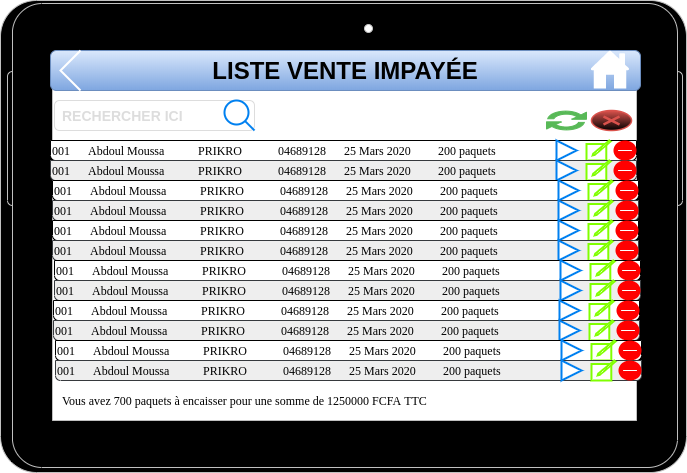 LISTE VENTE IMPAYÉE
RECHERCHER ICI
001 Abdoul Moussa PRIKRO 04689128 25 Mars 2020 200 paquets
001 Abdoul Moussa PRIKRO 04689128 25 Mars 2020 200 paquets
001 Abdoul Moussa PRIKRO 04689128 25 Mars 2020 200 paquets
001 Abdoul Moussa PRIKRO 04689128 25 Mars 2020 200 paquets
001 Abdoul Moussa PRIKRO 04689128 25 Mars 2020 200 paquets
001 Abdoul Moussa PRIKRO 04689128 25 Mars 2020 200 paquets
001 Abdoul Moussa PRIKRO 04689128 25 Mars 2020 200 paquets
001 Abdoul Moussa PRIKRO 04689128 25 Mars 2020 200 paquets
001 Abdoul Moussa PRIKRO 04689128 25 Mars 2020 200 paquets
001 Abdoul Moussa PRIKRO 04689128 25 Mars 2020 200 paquets
001 Abdoul Moussa PRIKRO 04689128 25 Mars 2020 200 paquets
001 Abdoul Moussa PRIKRO 04689128 25 Mars 2020 200 paquets
Vous avez 700 paquets à encaisser pour une somme de 1250000 FCFA TTC